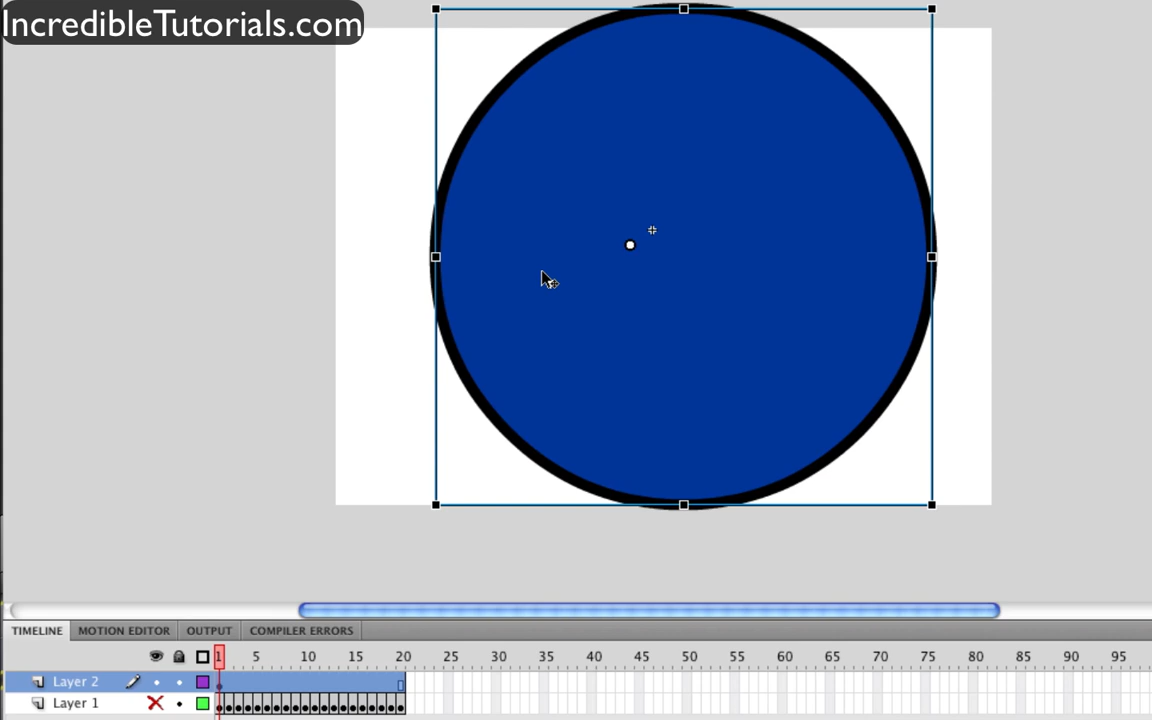 IncredibleTutorials.com
TIMELINE MOTION EDITOR OUTPUT COMPILER ERRORS
1 5 10 15 20 25 30 35 40 45 50 55 60 65 70 75 80 85 90 95
Layer 2
Layer 1